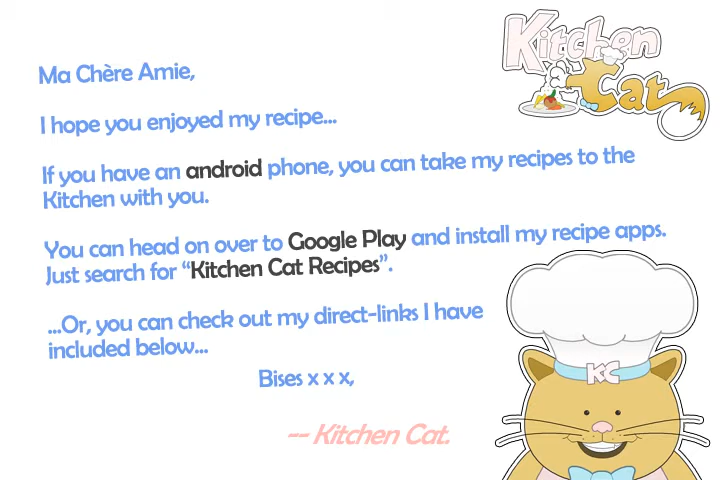 Kitchen
Cat
Ma Chère Amie,
I hope you enjoyed my recipe...
If you have an android phone, you can take my recipes to the
Kitchen with you.
You can head on over to Google Play and install my recipe apps.
Just search for “Kitchen Cat Recipes”.
...Or, you can check out my direct-links I have
included below...
Bises x x x,
-- Kitchen Cat.
KC